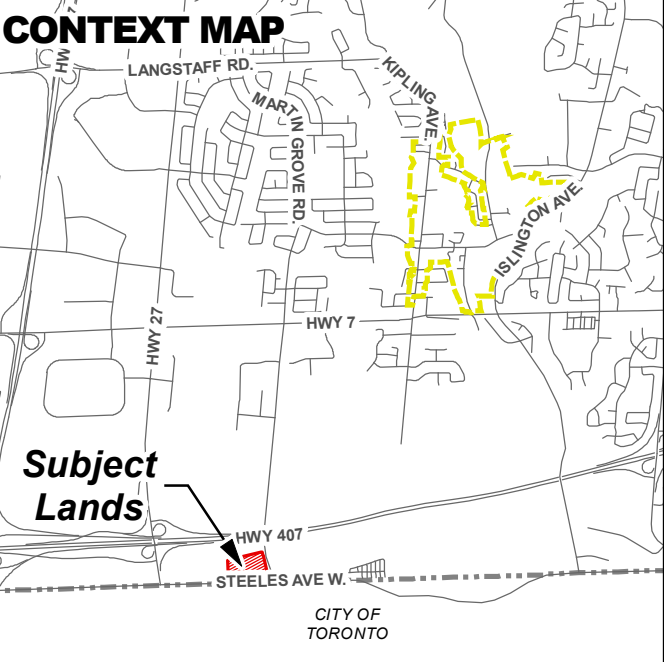 CONTEXT MAP
HW
7
LANGSTAFF RD.
KIPLING AVE.
MARTIN GROVE RD.
ISLINGTON AVE.
HWY 27
HWY 7
Subject
Lands
HWY 407
STEELES AVE W.
CITY OF
TORONTO